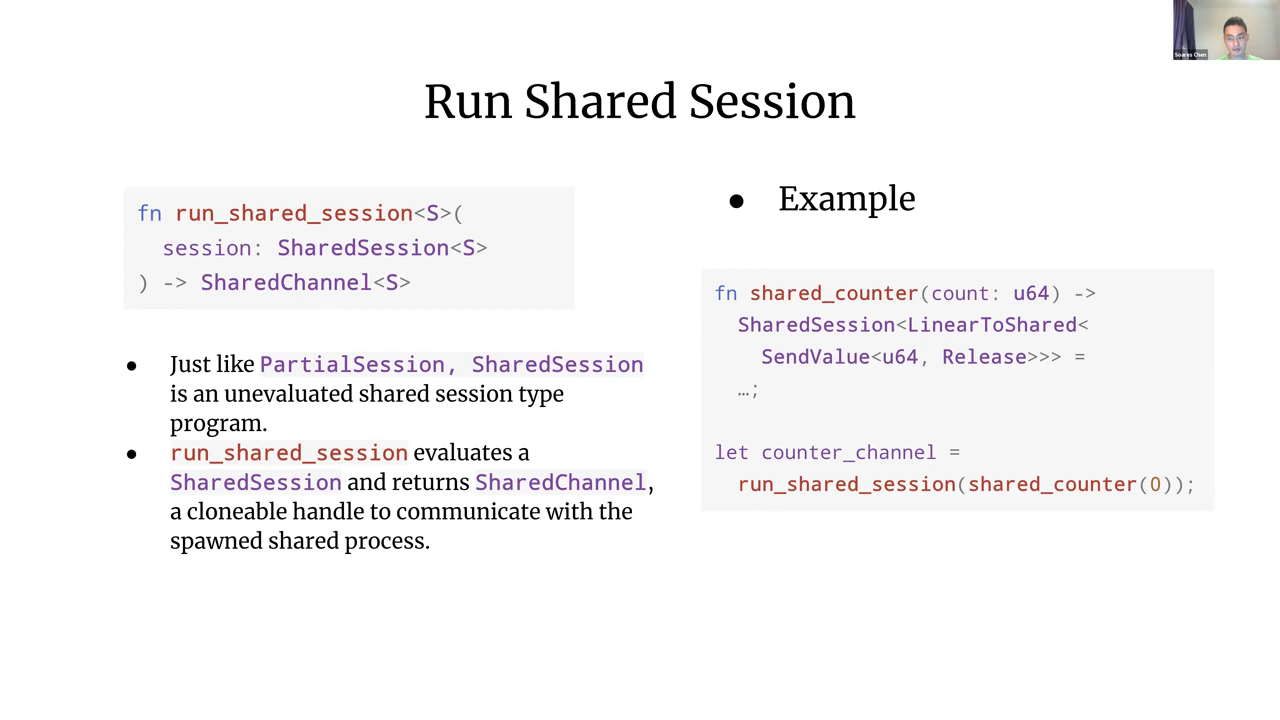 Soares Chen
Run Shared Session
fn run_shared_session<S>(
session: SharedSession<S>
) -> SharedChannel<S>
● Just like PartialSession, SharedSession
is an unevaluated shared session type
program.
● run_shared_session evaluates a
SharedSession and returns SharedChannel,
a cloneable handle to communicate with the
spawned shared process.
● Example
fn shared_counter(count: u64) ->
SharedSession<LinearToShared<
SendValue<u64, Release>>> =
…;
let counter_channel =
run_shared_session(shared_counter(0));